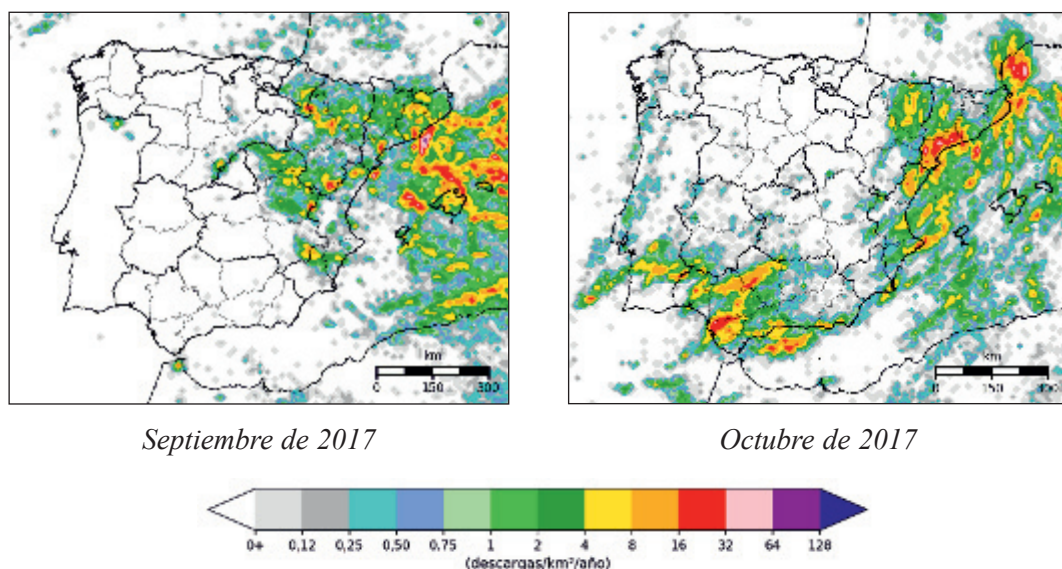 km
0 150 300
km
0 150 300
Septiembre de 2017
Octubre de 2017
0+ 0,12 0,25 0,50 0,75 1 2 4 8 16 32 64 128
(descargas/km²/año)